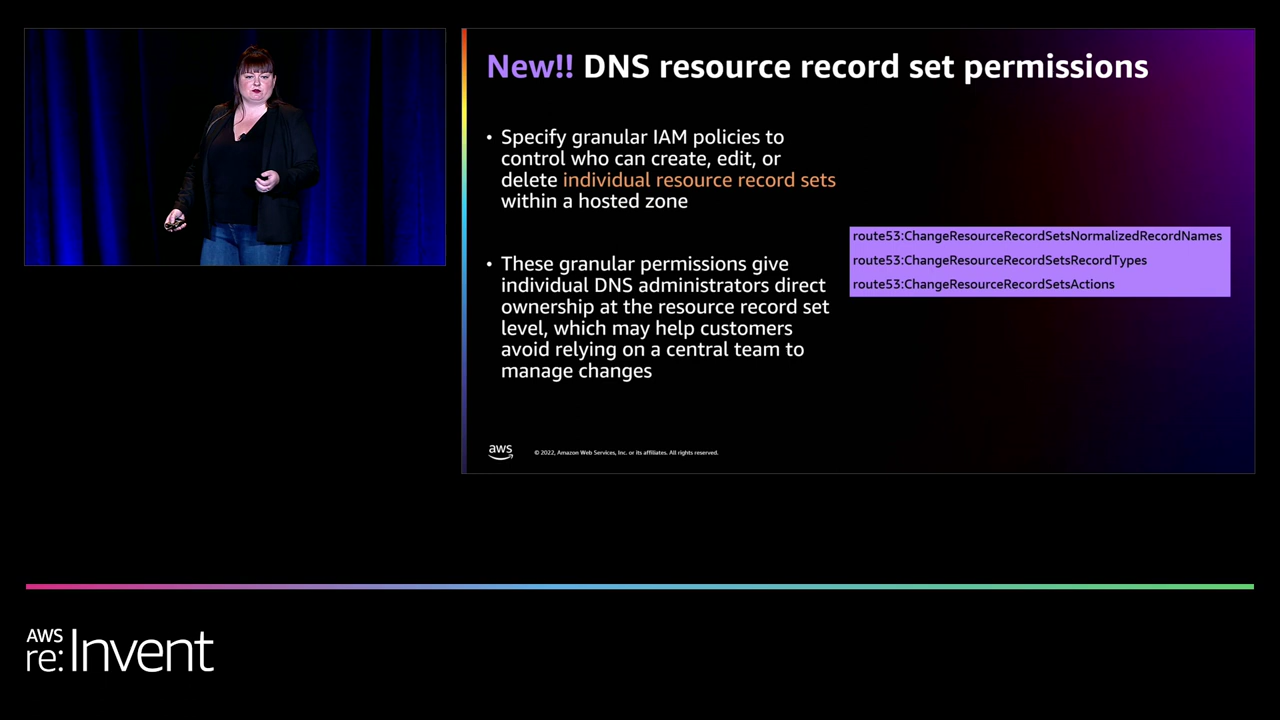 New!! DNS resource record set permissions
• Specify granular IAM policies to
control who can create, edit, or
delete individual resource record sets
within a hosted zone
• These granular permissions give
individual DNS administrators direct
ownership at the resource record set
level, which may help customers
avoid relying on a central team to
manage changes
route53:ChangeResourceRecordSetsNormalizedRecordNames
route53:ChangeResourceRecordSetsRecordTypes
route53:ChangeResourceRecordSetsActions
aws
© 2022, Amazon Web Services, Inc. or its affiliates. All rights reserved.
AWS
re:Invent